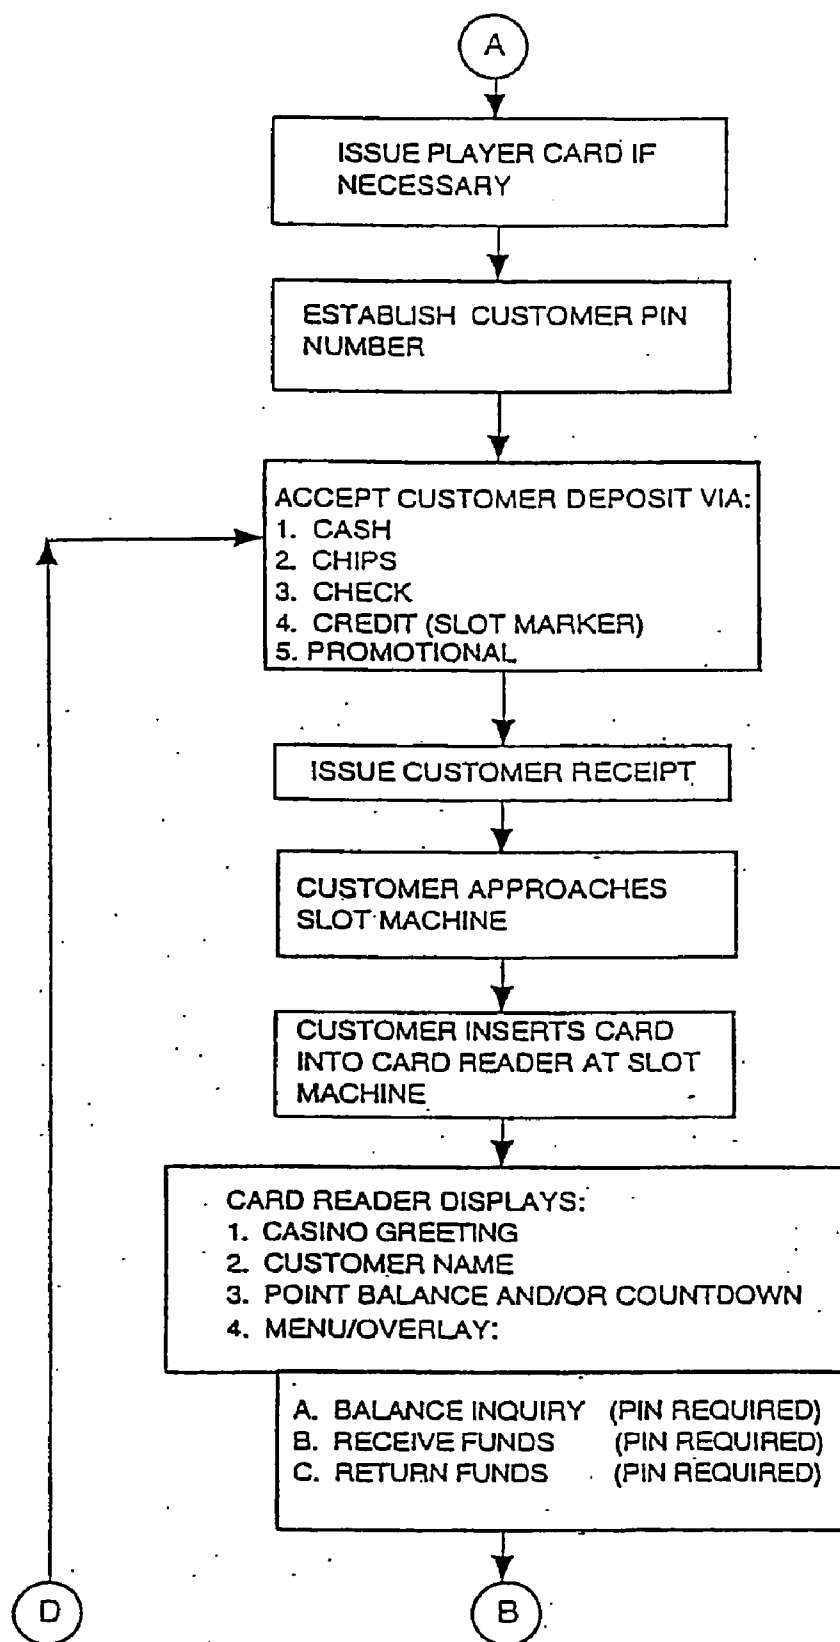 A
ISSUE PLAYER CARD IF
NECESSARY
ESTABLISH CUSTOMER PIN
NUMBER
ACCEPT CUSTOMER DEPOSIT VIA:
1. CASH
2. CHIPS
3. CHECK
4. CREDIT (SLOT MARKER)
5. PROMOTIONAL
ISSUE CUSTOMER RECEIPT
CUSTOMER APPROACHES
SLOT MACHINE
CUSTOMER INSERTS CARD
INTO CARD READER AT SLOT
MACHINE
CARD READER DISPLAYS:
1. CASINO GREETING
2. CUSTOMER NAME
3. POINT BALANCE AND/OR COUNTDOWN
4. MENU/OVERLAY:
A. BALANCE INQUIRY (PIN REQUIRED)
B. RECEIVE FUNDS (PIN REQUIRED)
C. RETURN FUNDS (PIN REQUIRED)
D
B